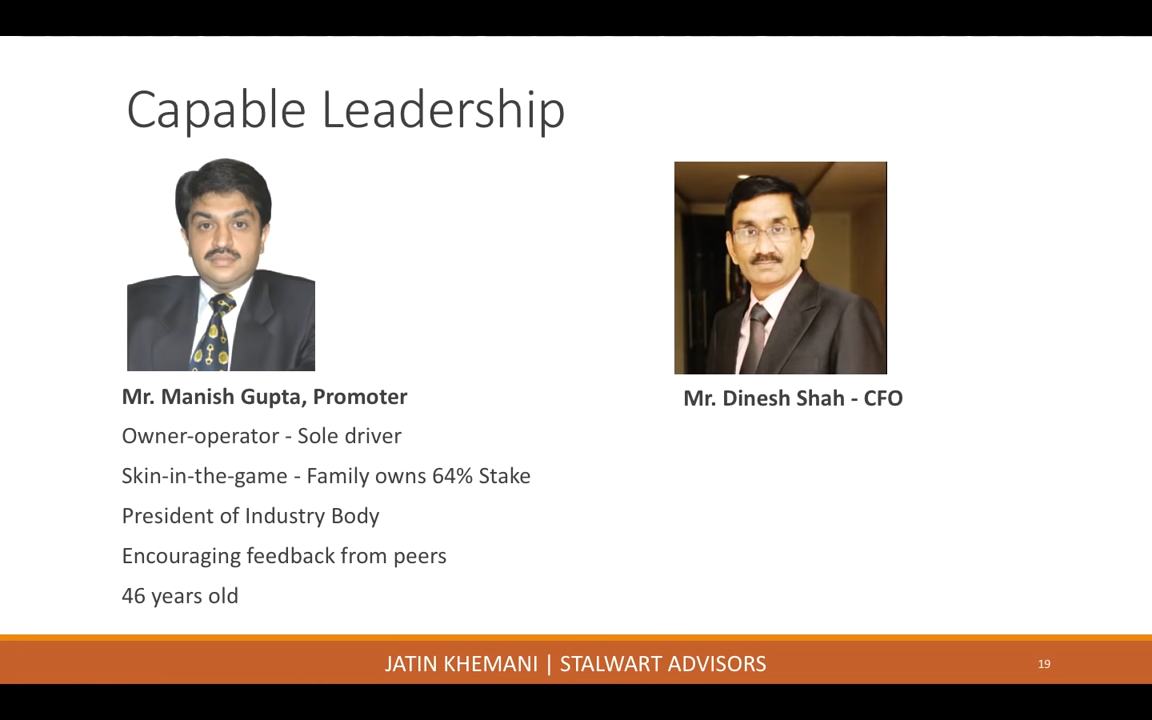 Capable Leadership
Mr. Manish Gupta, Promoter
Owner-operator - Sole driver
Skin-in-the-game - Family owns 64% Stake
President of Industry Body
Encouraging feedback from peers
46 years old
Mr. Dinesh Shah - CFO
JATIN KHEMANI | STALWART ADVISORS
19